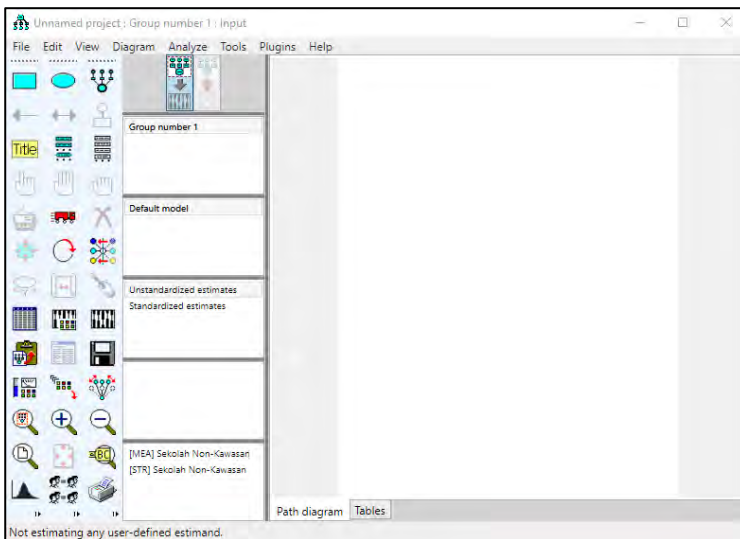 Unnamed project : Group number 1 : Input
File Edit View Diagram Analyze Tools Plugins Help
Title
Group number 1
Default model
Unstandardized estimates
Standardized estimates
[MEA] Sekolah Non-Kawasan
[STR] Sekolah Non-Kawasan
Path diagram Tables
Not estimating any user-defined estimand.